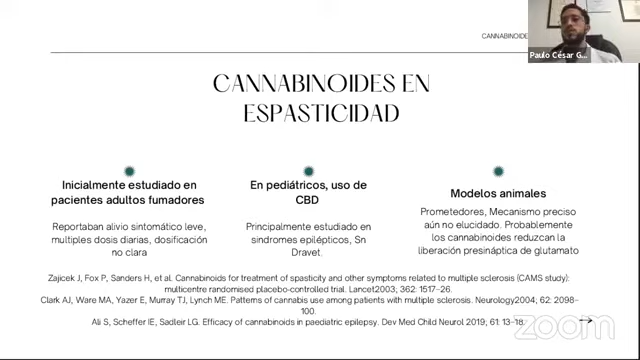 CANNABINOIDE
Paulo César G...
CANNABINOIDES EN
ESPASTICIDAD
Inicialmente estudiado en
pacientes adultos fumadores
Reportaban alivio sintomático leve,
multiples dosis diarias, dosificación
no clara
En pediátricos, uso de
CBD
Principalmente estudiado en
sindromes epilépticos, Sn
Dravet.
Modelos animales
Prometedores, Mecanismo preciso
aún no elucidado. Probablemente
los cannabinoides reduzcan la
liberación presináptica de glutamato
Zajicek J, Fox P, Sanders H, et al. Cannabinoids for treatment of spasticity and other symptoms related to multiple sclerosis (CAMS study):
multicentre randomised placebo-controlled trial. Lancet2003; 362: 1517–26.
Clark AJ, Ware MA, Yazer E, Murray TJ, Lynch ME. Patterns of cannabis use among patients with multiple sclerosis. Neurology2004; 62: 2098–
100.
Ali S, Scheffer IE, Sadleir LG. Efficacy of cannabinoids in paediatric epilepsy. Dev Med Child Neurol 2019; 61: 13–18.
zoom